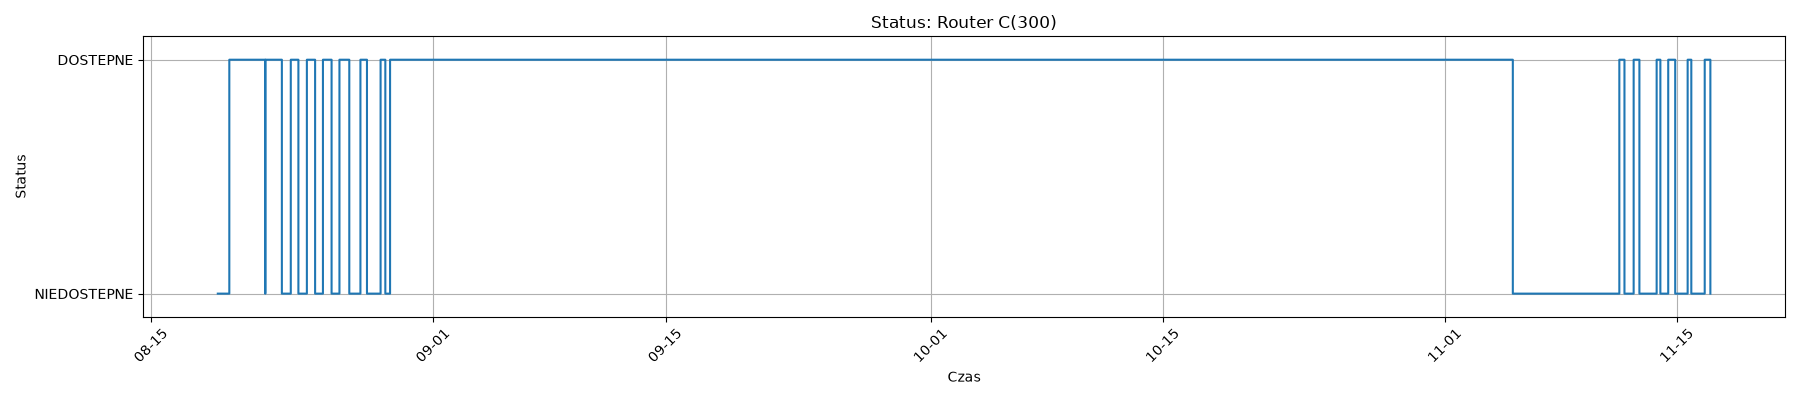 Status: Router C(300)
DOSTEPNE
Status
NIEDOSTEPNE
08-15
09-01
09-15
10-01
10-15
11-01
11-15
Czas